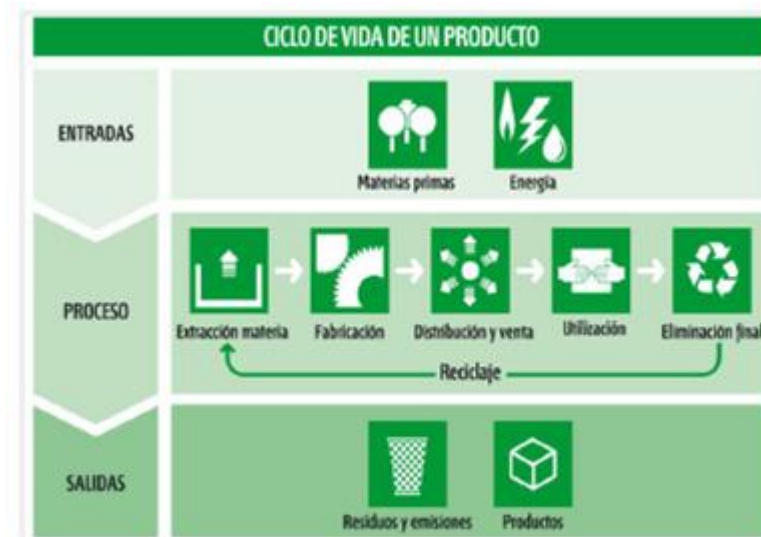 CICLO DE VIDA DE UN PRODUCTO
ENTRADAS
Materias primas
Energía
PROCESO
Extracción materia
Fabricación
Distribución y venta
Utilización
Eliminación final
Reciclaje
SALIDAS
Residuos y emisiones
Productos